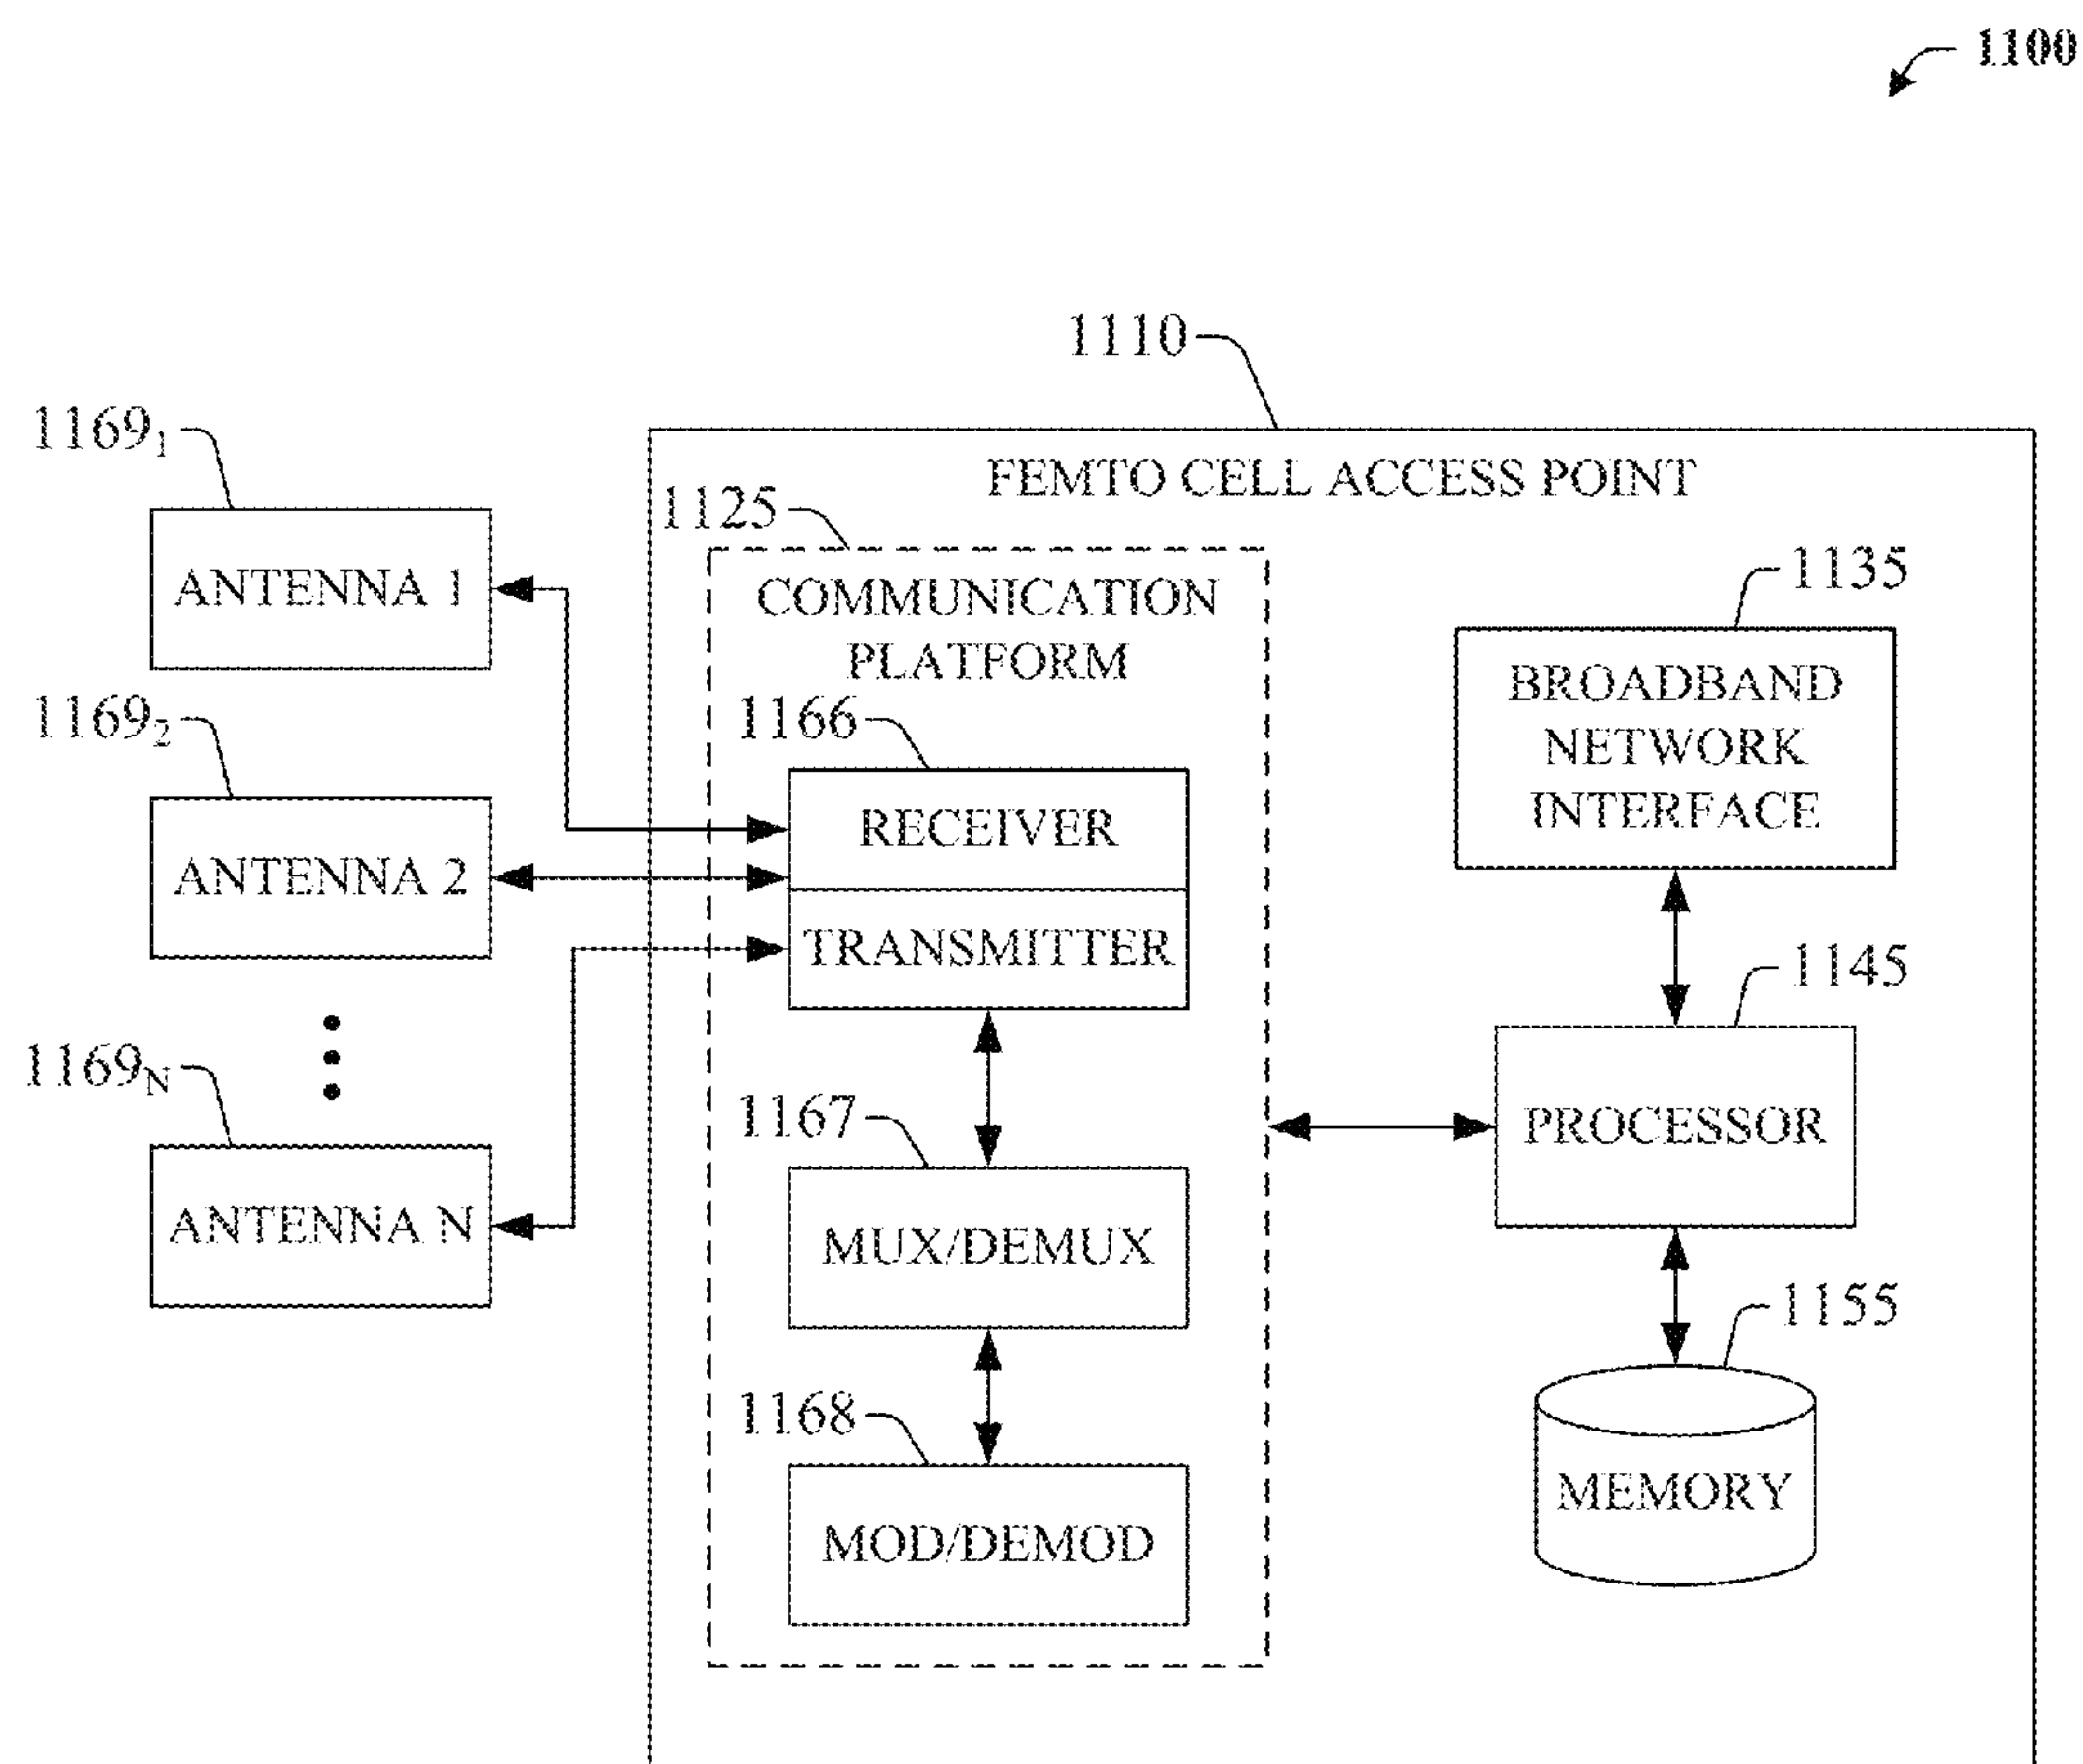 1100
1110
1169₁
FEMTO CELL ACCESS POINT
1125
ANTENNA 1
COMMUNICATION
PLATFORM
1135
BROADBAND
NETWORK
INTERFACE
1169₂
1166
RECEIVER
ANTENNA 2
TRANSMITTER
1145
1169ₙ
1167
PROCESSOR
ANTENNA N
MUX/DEMUX
1155
1168
MEMORY
MOD/DEMOD